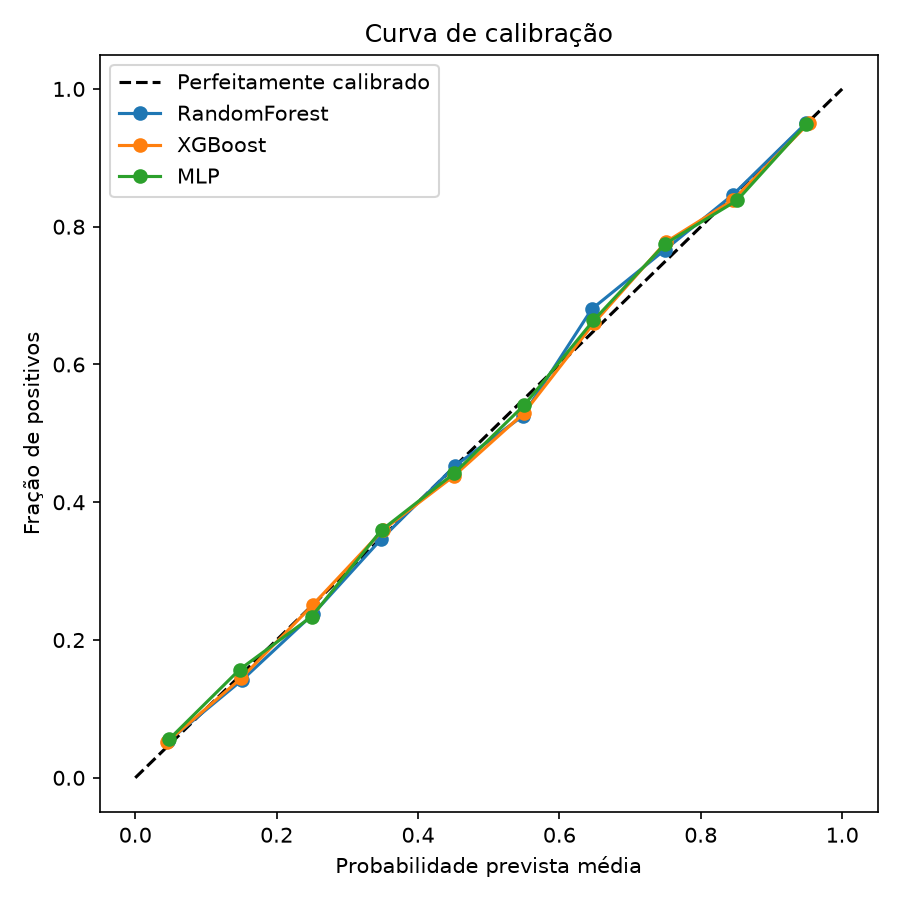 Curva de calibração
Perfeitamente calibrado
RandomForest
XGBoost
MLP
Fração de positivos
1.0
0.8
0.6
0.4
0.2
0.0
0.0 0.2 0.4 0.6 0.8 1.0
Probabilidade prevista média